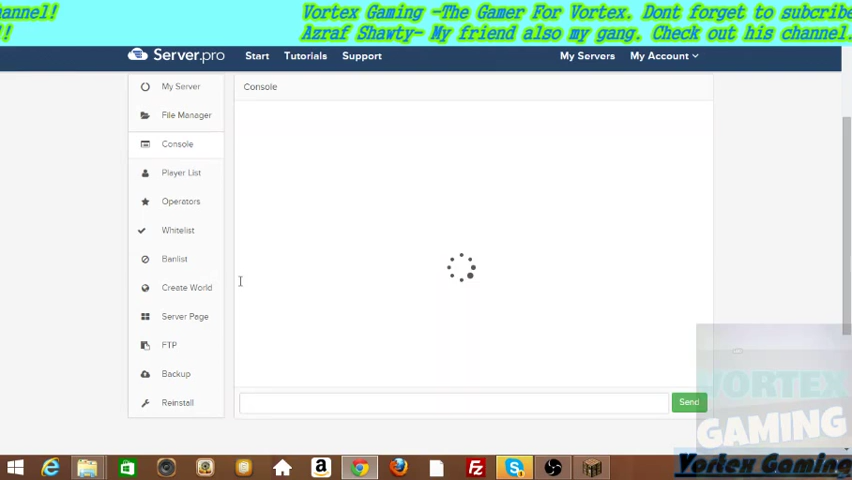 channel!
!!
Vortex Gaming -The Gamer For Vortex. Dont forget to subcribe
Azraf Shawty- My friend also my gang. Check out his channel.
Server.pro Start Tutorials Support My Servers My Account
My Server
File Manager
Console
Player List
Operators
Whitelist
Banlist
Create World
Server Page
FTP
Backup
Reinstall
Console
Send
VORTEX
GAMING
Vortex Gaming